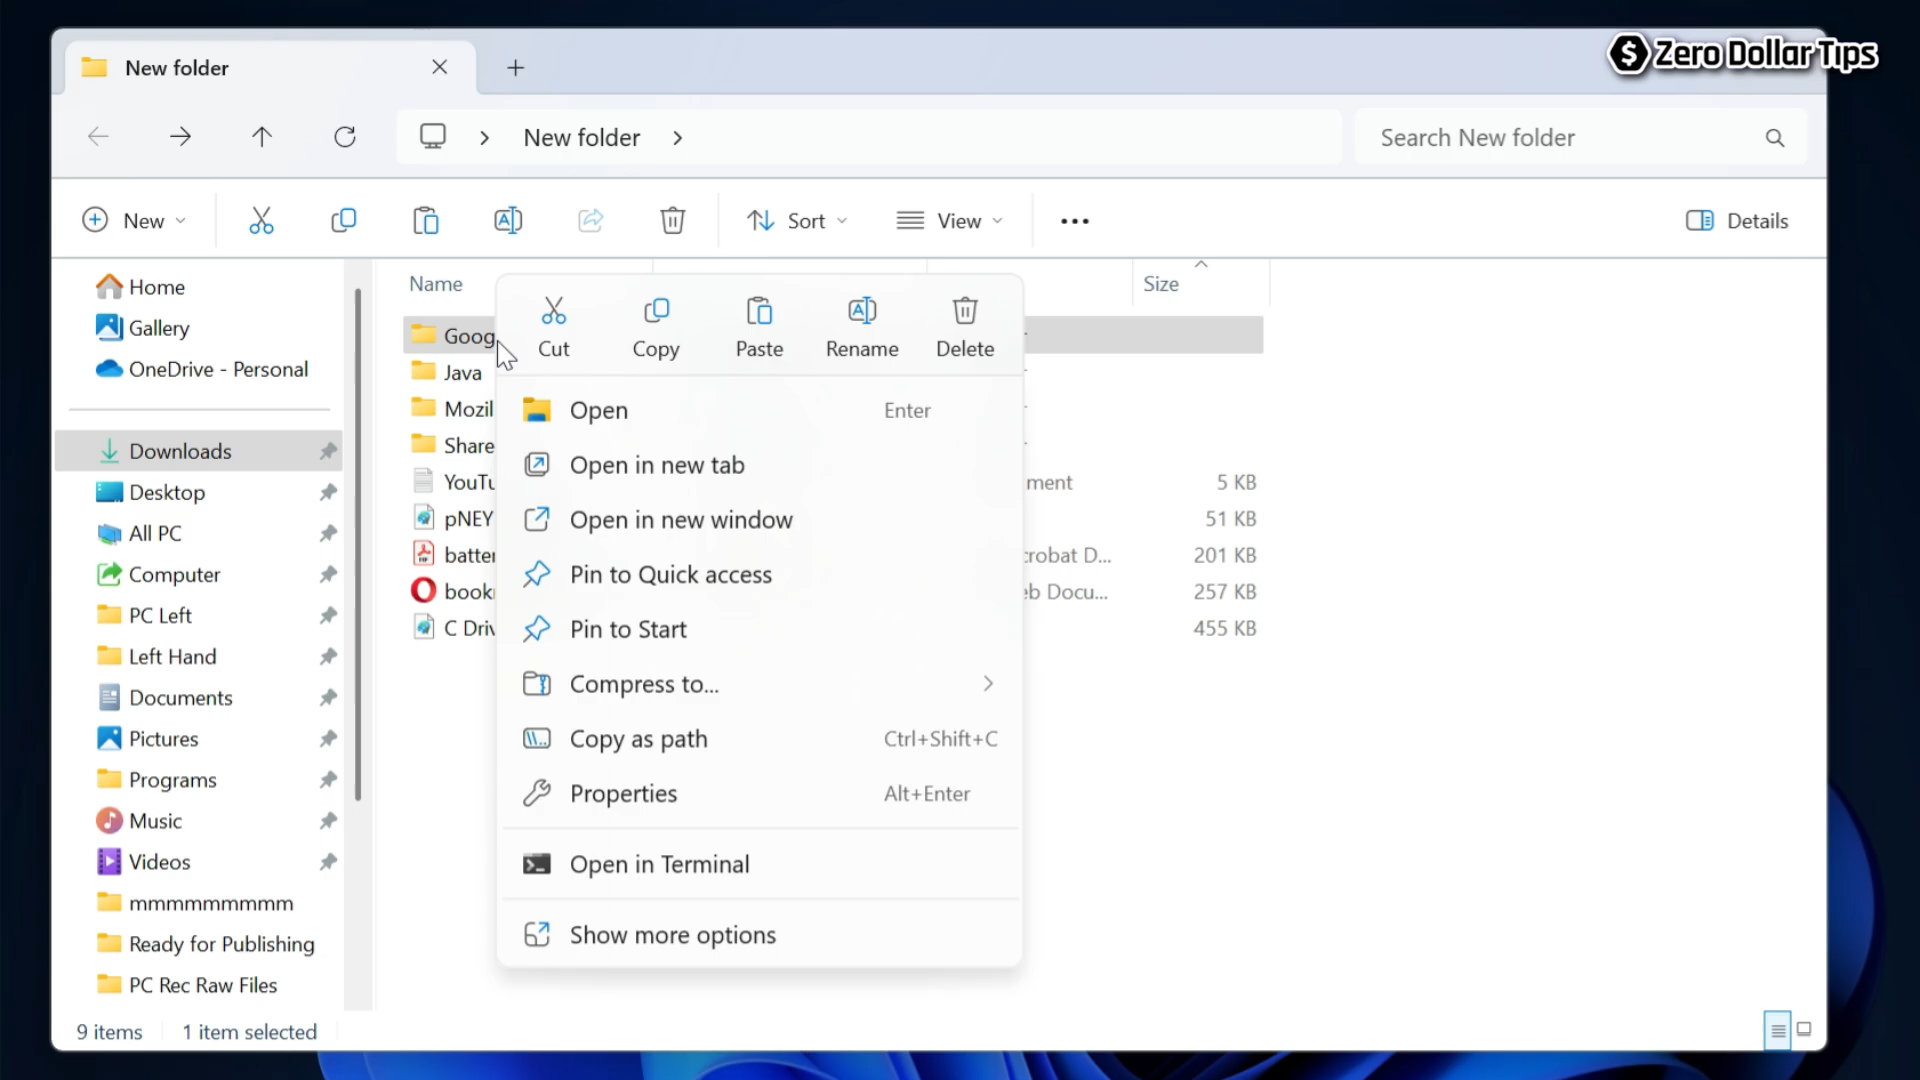 New folder
Zero Dollar Tips
New folder
Search New folder
New
Sort
View
Details
Home
Gallery
OneDrive - Personal
Downloads
Desktop
All PC
Computer
PC Left
Left Hand
Documents
Pictures
Programs
Music
Videos
mmmmmmmmm
Ready for Publishing
PC Rec Raw Files
Name
Size
Goog
Java
Mozil
Share
YouTu
ment
5 KB
pNEY
51 KB
batter
crobat D...
201 KB
book
eb Docu...
257 KB
C Driv
455 KB
Cut
Copy
Paste
Rename
Delete
Open
Enter
Open in new tab
Open in new window
Pin to Quick access
Pin to Start
Compress to...
Copy as path
Ctrl+Shift+C
Properties
Alt+Enter
Open in Terminal
Show more options
9 items
1 item selected